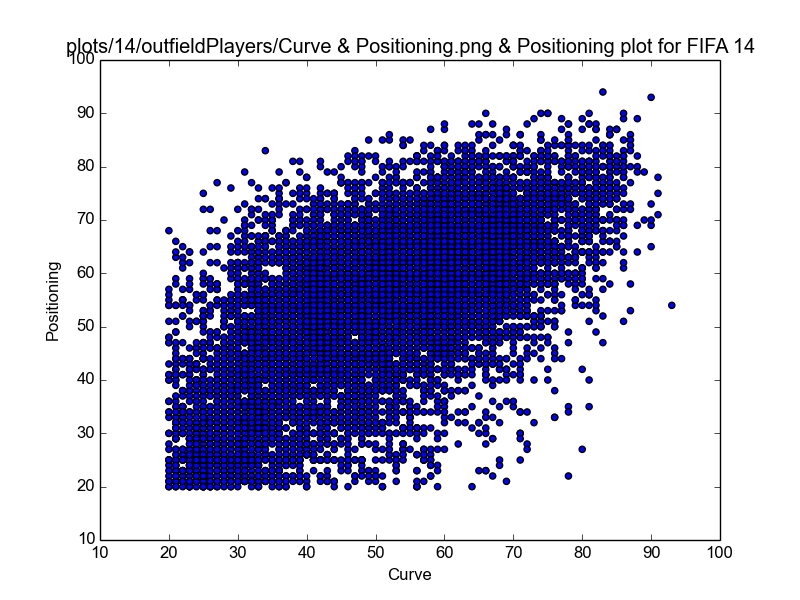 plots/14/outfieldPlayers/Curve & Positioning.png & Positioning plot for FIFA 14
100
90
80
70
60
50
40
30
20
10
Positioning
10 20 30 40 50 60 70 80 90 100
Curve